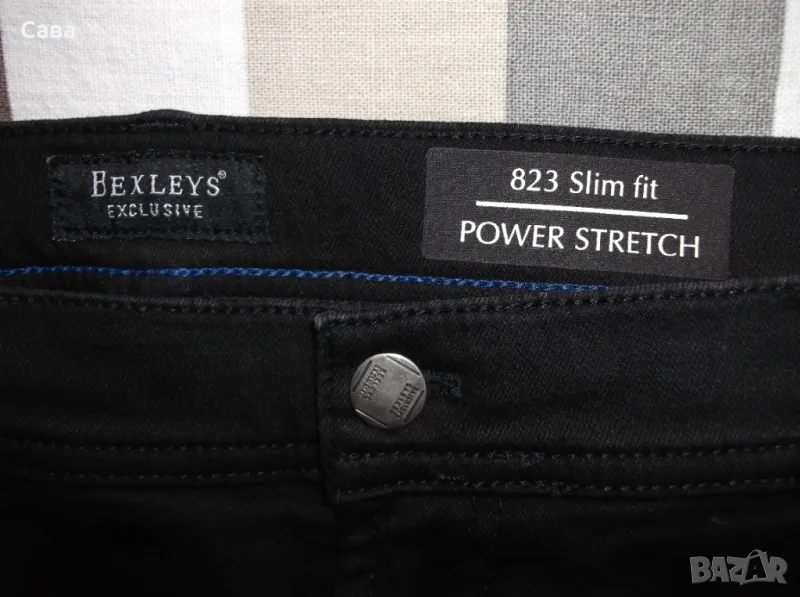 Сава
BEXLEYS®
EXCLUSIVE
823 Slim fit
POWER STRETCH
BAZAR